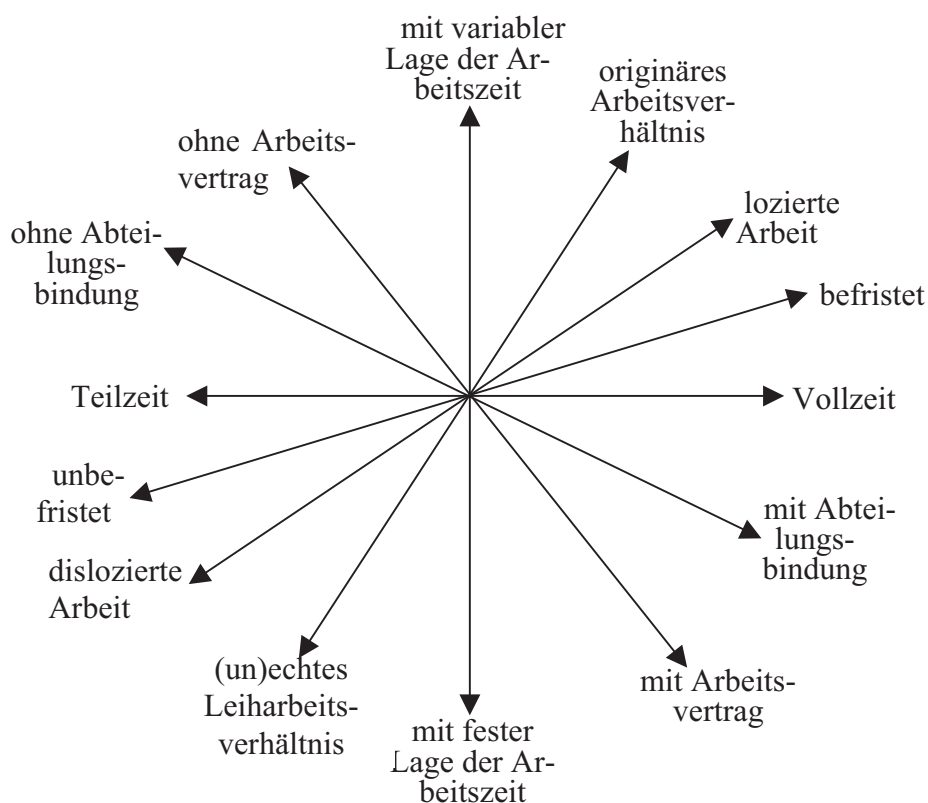 mit variabler
Lage der Ar-
beitszeit
originäres
Arbeitsver-
hältnis
ohne Arbeits-
vertrag
lozierte
Arbeit
ohne Abtei-
lungs-
bindung
befristet
Teilzeit
Vollzeit
unbe-
fristet
mit Abtei-
lungs-
bindung
dislozierte
Arbeit
(un)echtes
Leiharbeits-
verhältnis
mit Arbeits-
vertrag
mit fester
Lage der Ar-
beitszeit